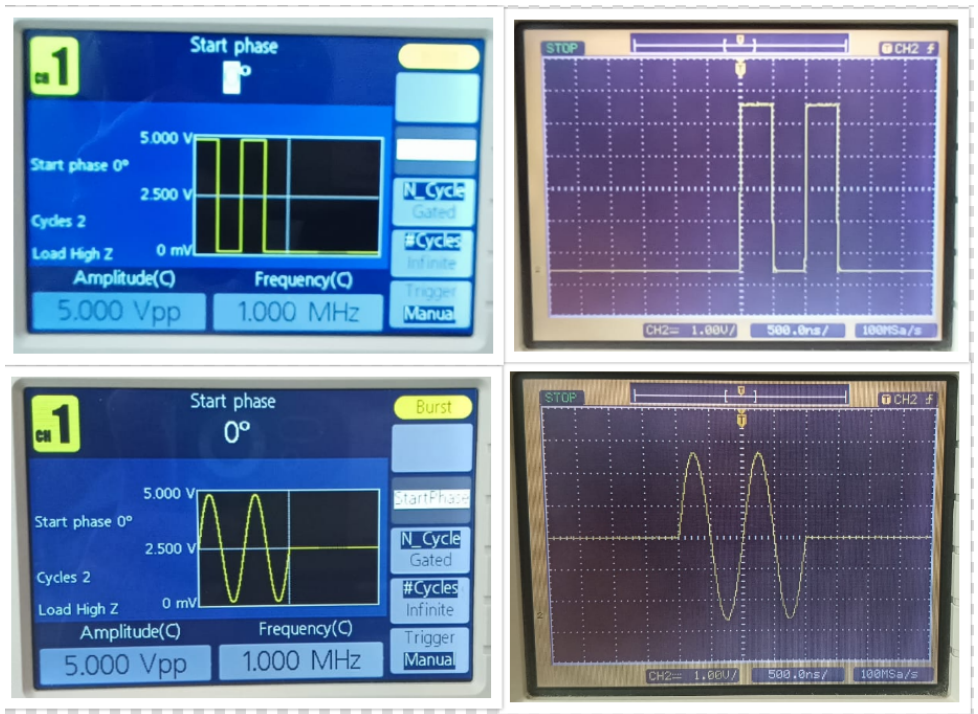 CH 1
Start phase
°
5.000 V
Start phase 0°
2.500 V
N_Cycle
Gated
Cycles 2
#Cycles
Infinite
Load High Z
0 mV
Amplitude(C)
Frequency(C)
Trigger
Manual
5.000 Vpp
1.000 MHz
STOP
T
T CH2
T
CH2= 1.00V/
500.0ns/
100MSa/s
CH 1
Start phase
0°
Burst
5.000 V
StartPhase
Start phase 0°
2.500 V
N_Cycle
Gated
Cycles 2
#Cycles
Infinite
Load High Z
0 mV
Amplitude(C)
Frequency(C)
Trigger
Manual
5.000 Vpp
1.000 MHz
STOP
T
T CH2
T
CH2= 1.00V/
500.0ns/
100MSa/s